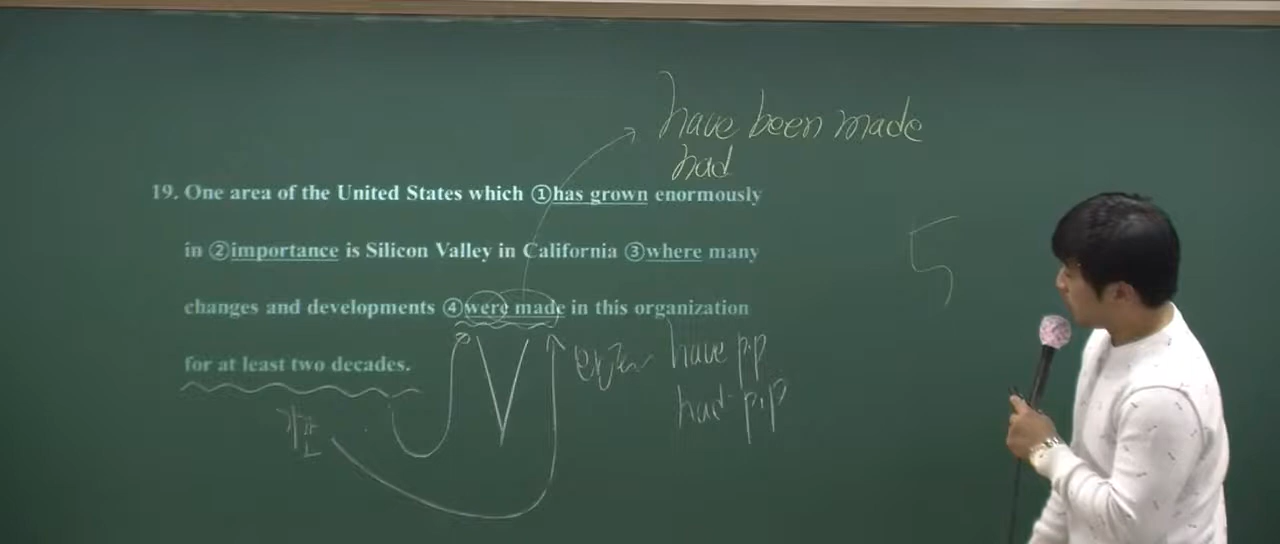 have been made
had
19. One area of the United States which ①has grown enormously
in ②importance is Silicon Valley in California ③where many
changes and developments ④were made in this organization
for at least two decades.
have p.p
had p.p
5